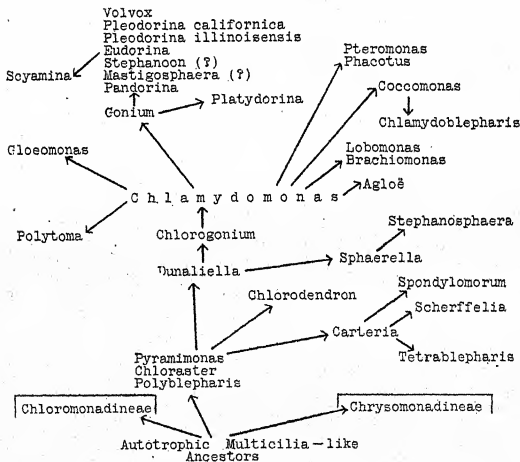 Volvox
Pleodorina californica
Pleodorina illinoisensis
Eudorina
Stephanoon (?)
Mastigosphaera (?)
Pandorina
Scyamina
Gonium
Platydorina
Pteromonas
Phacotus
Coccomonas
Chlamydoblepharis
Gloeomonas
Lobomonas
Brachiomonas
Chlamydomonas
Agloë
Polytoma
Chlorogonium
Stephanosphaera
Dunaliella
Sphaerella
Chlorodendron
Spondylomorum
Scherffelia
Carteria
Tetrablepharis
Pyramimonas
Chloraster
Polyblepharis
Chloromonadineae
Chrysomonadineae
Autotrophic Multicilia-like
Ancestors